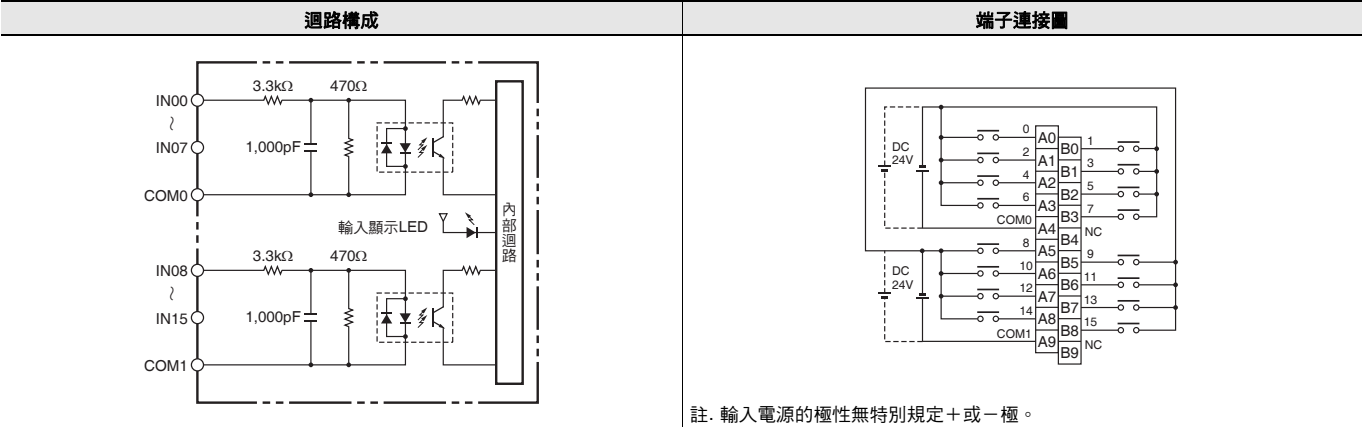 迴路構成
端子連接圖
3.3kΩ 470Ω
IN00
~
IN07
1,000pF
COM0
輸入顯示LED
內部迴路
3.3kΩ 470Ω
IN08
~
IN15
1,000pF
COM1
DC
24V
0 A0
B0 1
2 A1
B1 3
4 A2
B2 5
6 A3
B3 7
COM0 A4
B4 NC
8 A5
B5 9
DC
24V
10 A6
B6 11
12 A7
B7 13
14 A8
B8 15
COM1 A9
B9 NC
註. 輸入電源的極性無特別規定＋或－極。